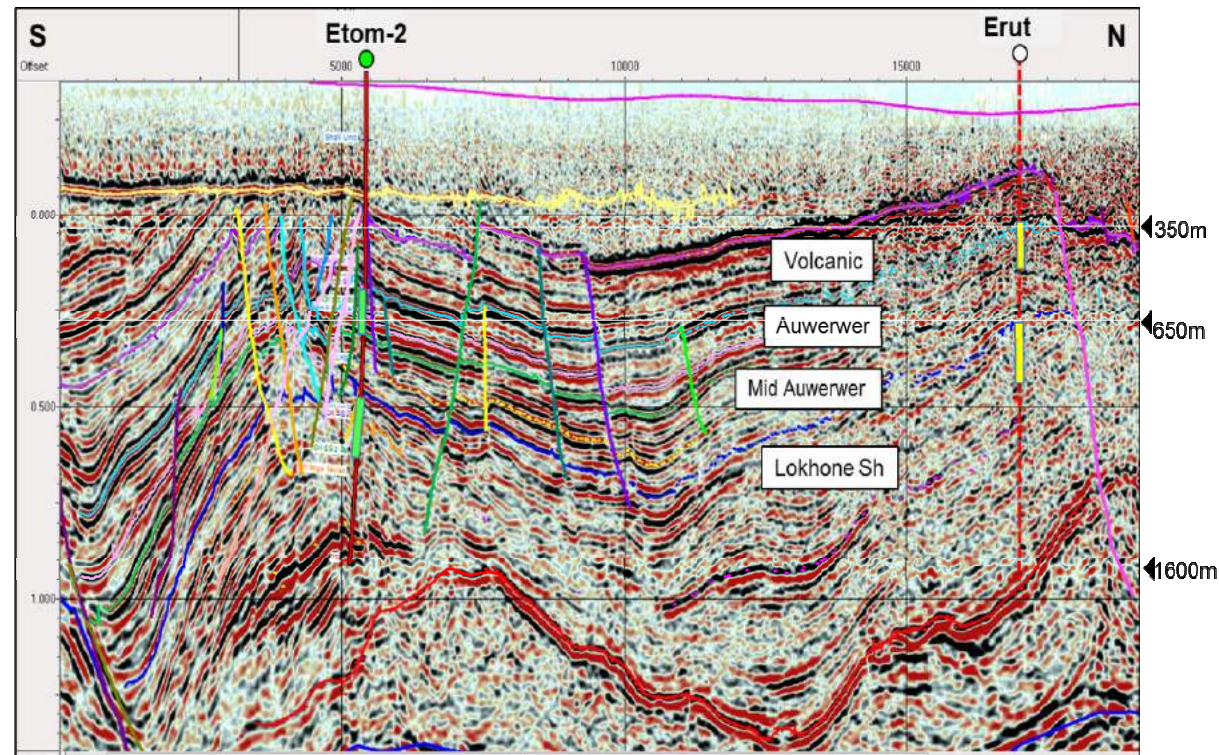 S
Etom-2
Erut
N
Offset
5000
10000
15000
0.000
350m
Volcanic
Auwerwer
650m
Mid Auwerwer
0.500
Lokhone Sh
1600m
1.000